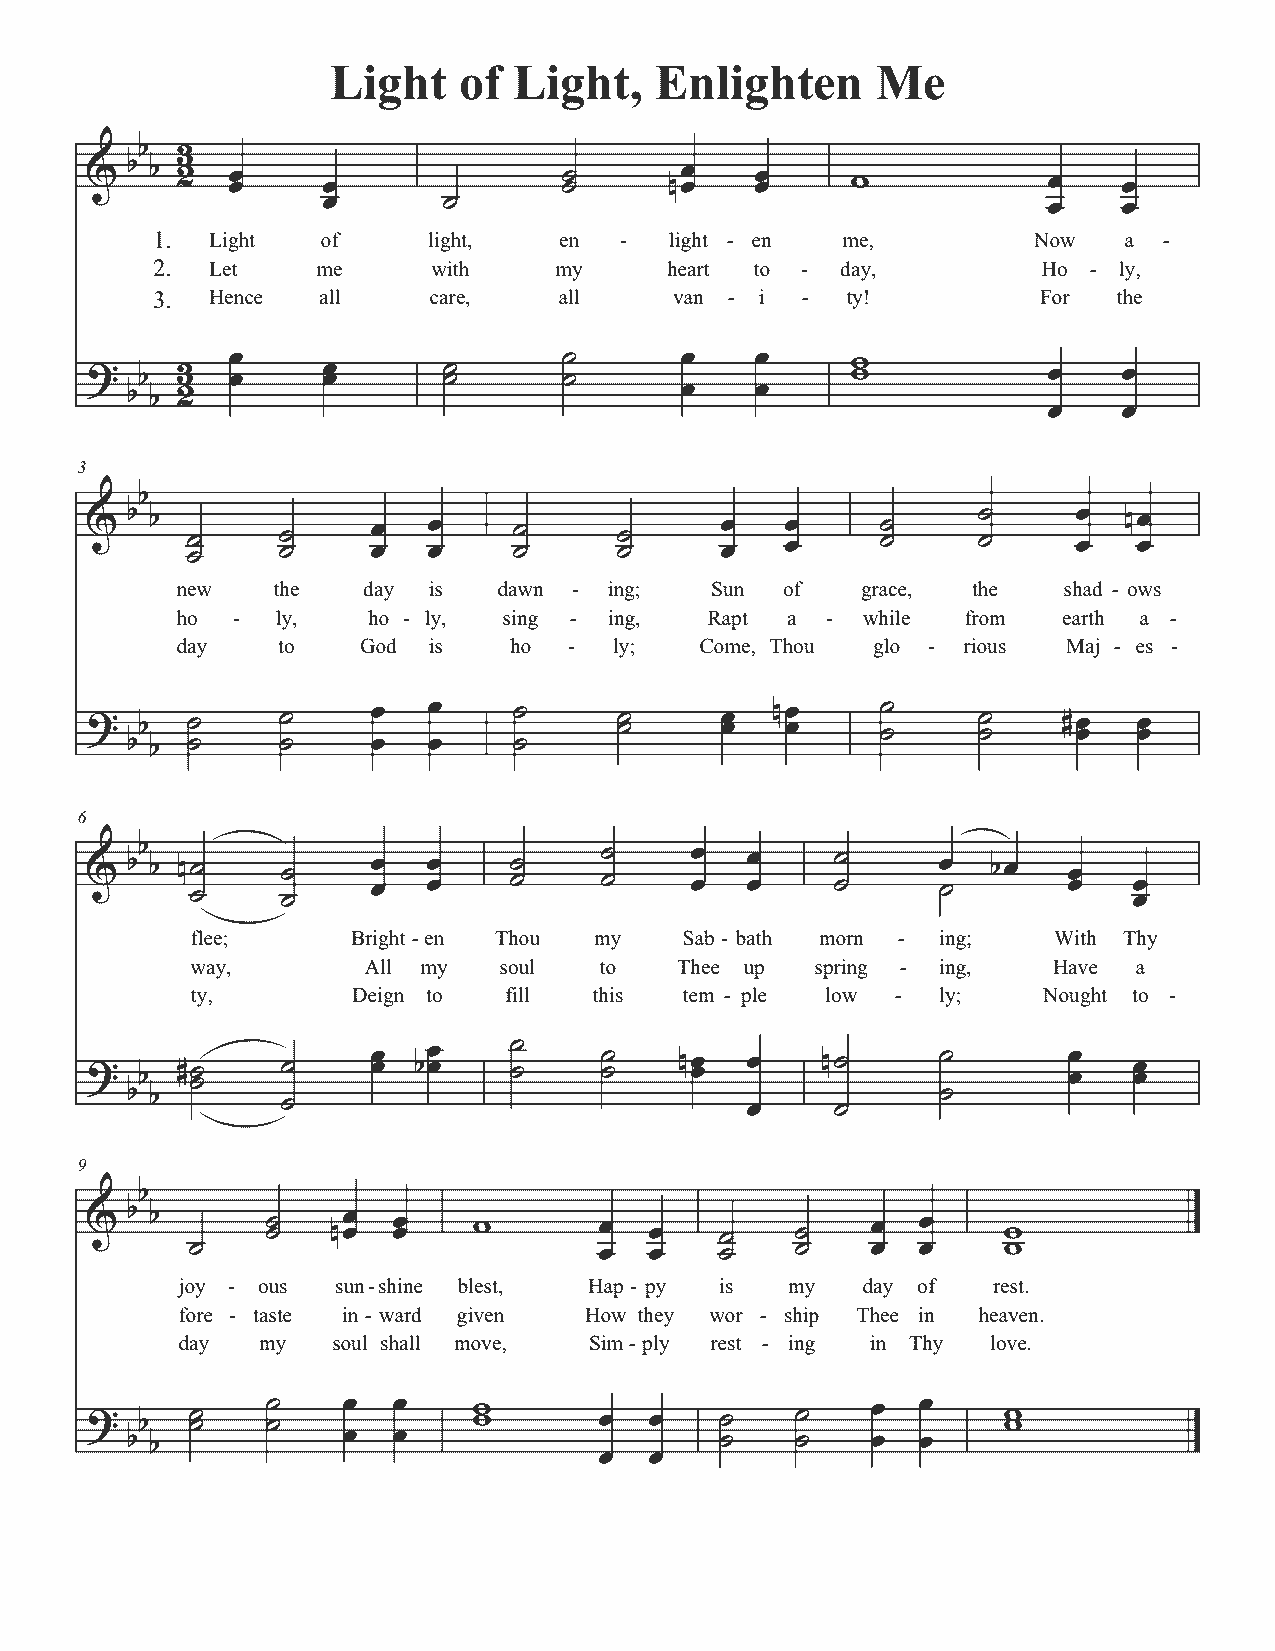 Light of Light, Enlighten Me
3
2
1. Light of light, en - light - en me, Now a -
2. Let me with my heart to - day, Ho - ly,
3. Hence all care, all van - i - ty! For the
3
2
3
new the day is dawn - ing; Sun of grace, the shad - ows
ho - ly, ho - ly, sing - ing, Rapt a - while from earth a -
day to God is ho - ly; Come, Thou glo - rious Maj - es -
6
flee; Bright - en Thou my Sab - bath morn - ing; With Thy
way, All my soul to Thee up spring - ing, Have a
ty, Deign to fill this tem - ple low - ly; Nought to -
9
joy - ous sun - shine blest, Hap - py is my day of rest.
fore - taste in - ward given How they wor - ship Thee in heaven.
day my soul shall move, Sim - ply rest - ing in Thy love.